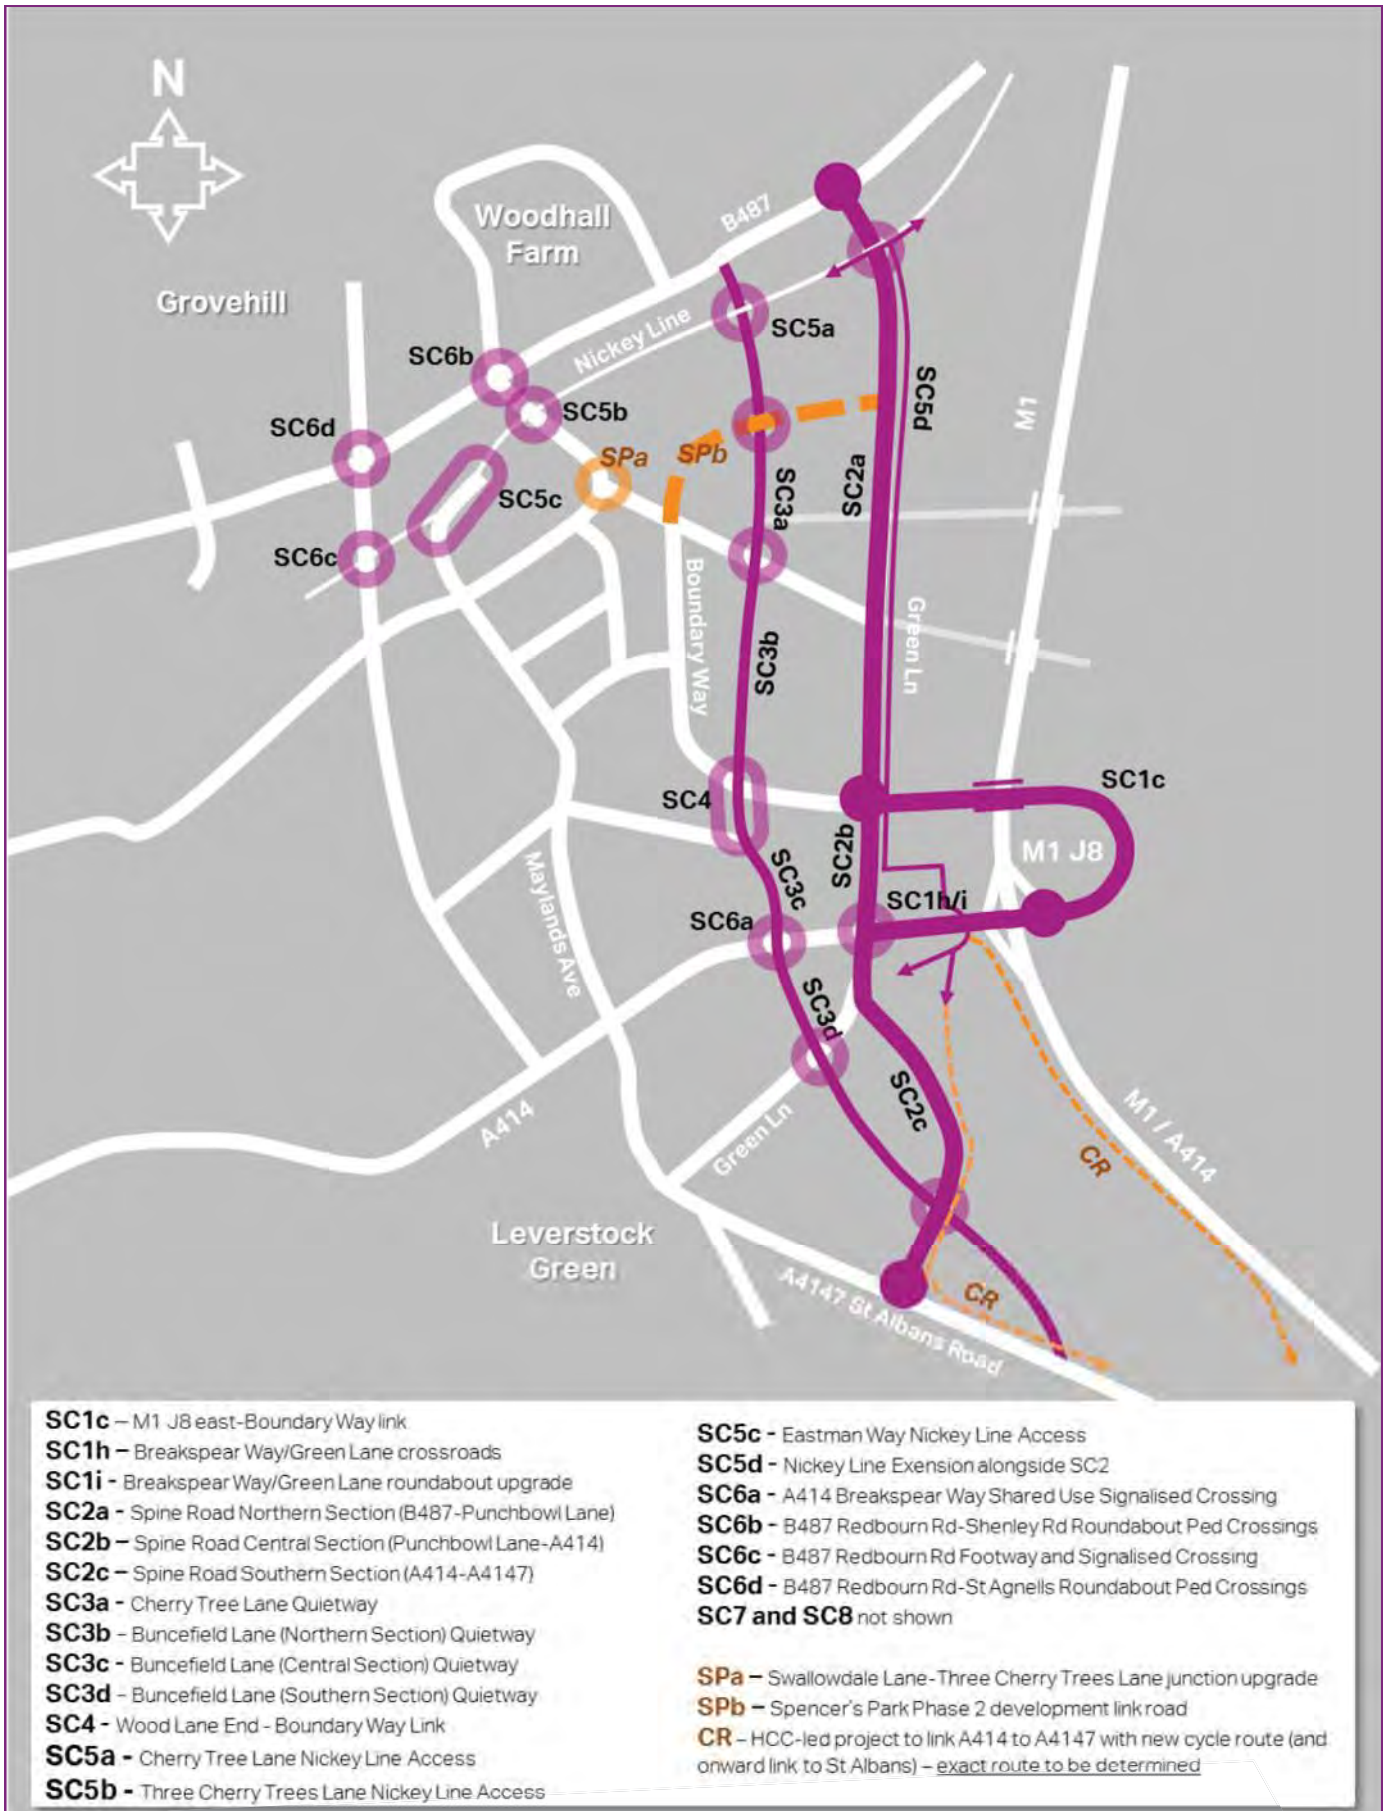 N
Woodhall
Farm
B487
Grovehill
Nickey Line
SC5a
SC6b
SC5b
SC5d
M1
SC6d
SPa
SPb
SC2a
SC5c
SC3a
SC6c
Boundary Way
Green Ln
SC3b
SC1c
SC4
SC2b
M1 J8
Maylands Ave
SC3c
SC1h/i
SC6a
SC3d
SC2c
A414
Green Ln
M1 / A414
CR
Leverstock
Green
A4147 St Albans Road
CR
SC1c – M1 J8 east-Boundary Way link
SC1h – Breakspear Way/Green Lane crossroads
SC1i - Breakspear Way/Green Lane roundabout upgrade
SC2a - Spine Road Northern Section (B487-Punchbowl Lane)
SC2b – Spine Road Central Section (Punchbowl Lane-A414)
SC2c – Spine Road Southern Section (A414-A4147)
SC3a - Cherry Tree Lane Quietway
SC3b - Buncefield Lane (Northern Section) Quietway
SC3c - Buncefield Lane (Central Section) Quietway
SC3d - Buncefield Lane (Southern Section) Quietway
SC4 - Wood Lane End - Boundary Way Link
SC5a - Cherry Tree Lane Nickey Line Access
SC5b - Three Cherry Trees Lane Nickey Line Access
SC5c - Eastman Way Nickey Line Access
SC5d - Nickey Line Exension alongside SC2
SC6a - A414 Breakspear Way Shared Use Signalised Crossing
SC6b - B487 Redbourn Rd-Shenley Rd Roundabout Ped Crossings
SC6c - B487 Redbourn Rd Footway and Signalised Crossing
SC6d - B487 Redbourn Rd-St Agnells Roundabout Ped Crossings
SC7 and SC8 not shown
SPa – Swallowdale Lane-Three Cherry Trees Lane junction upgrade
SPb – Spencer's Park Phase 2 development link road
CR – HCC-led project to link A414 to A4147 with new cycle route (and
onward link to St Albans) – exact route to be determined